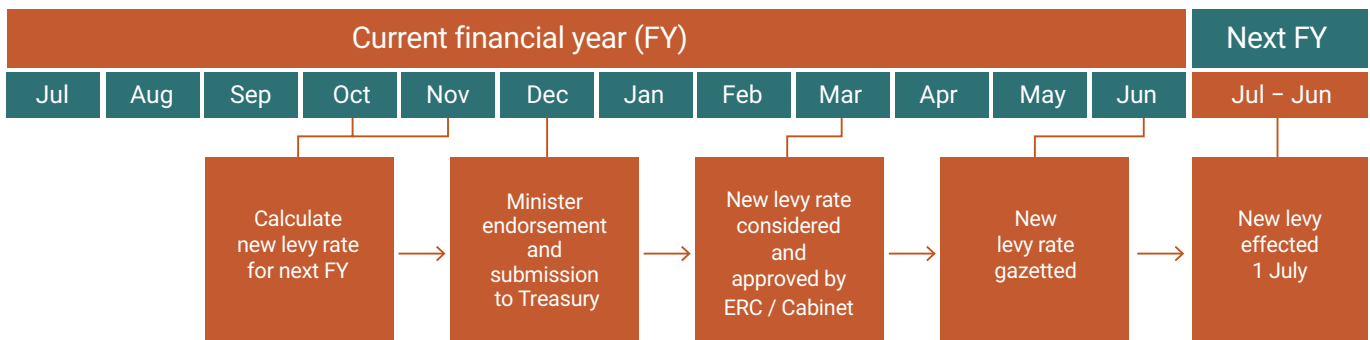 Current financial year (FY)
Next FY
Jul
Aug
Sep
Oct
Nov
Dec
Jan
Feb
Mar
Apr
May
Jun
Jul – Jun
Calculate
new levy rate
for next FY
Minister
endorsement
and
submission
to Treasury
New levy rate
considered
and
approved by
ERC / Cabinet
New
levy rate
gazetted
New levy
effected
1 July